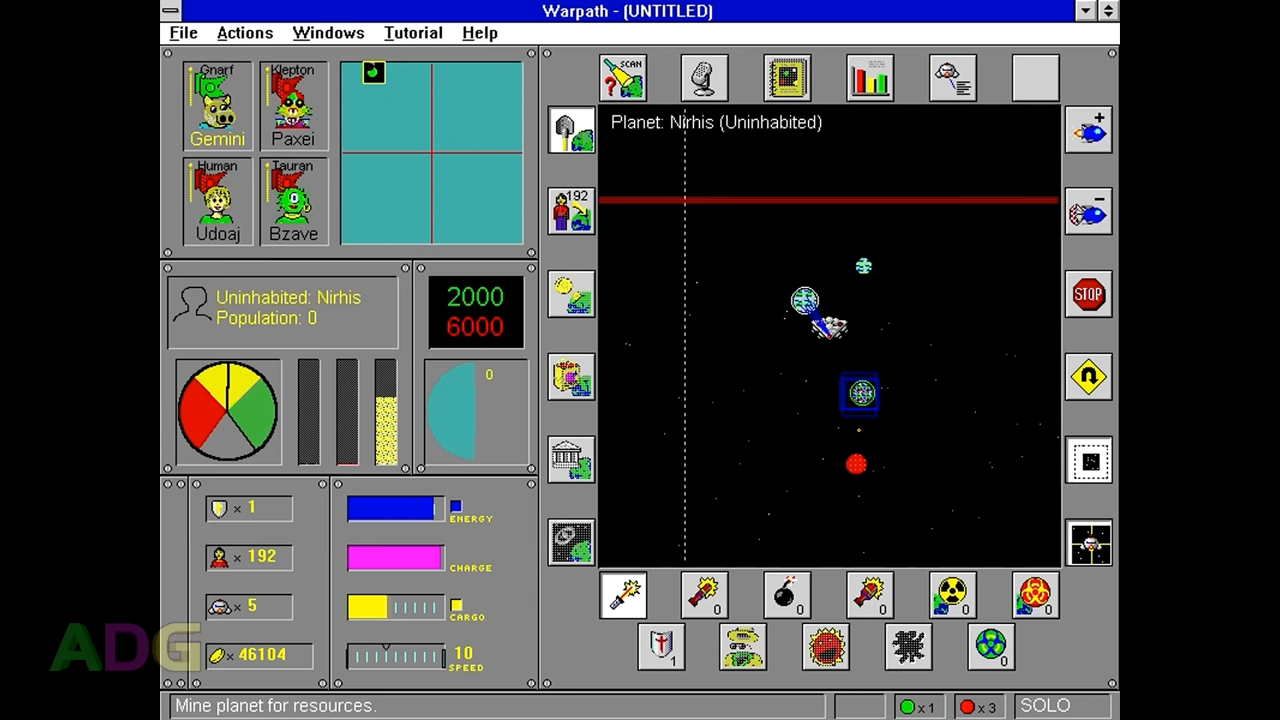 Warpath - (UNTITLED)
File Actions Windows Tutorial Help
Gnarf Klepton
Gemini Paxei
Human Tauran
Udoaj Bzave
SCAN
Planet: Nirhis (Uninhabited)
192
Uninhabited: Nirhis
Population: 0
2000
6000
0
STOP
× 1
× 192
× 5
× 46104
ENERGY
CHARGE
CARGO
10
SPEED
0 0 0 0 0
1 0
ADG
Mine planet for resources.
x 1 x 3 SOLO